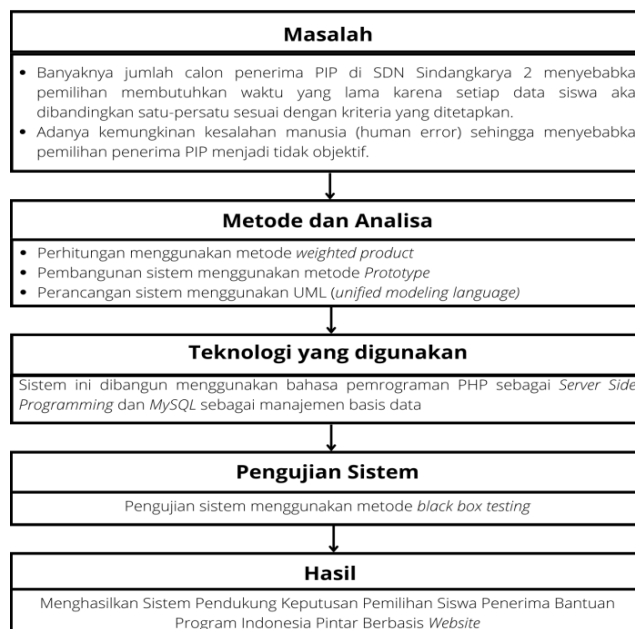 Masalah
• Banyaknya jumlah calon penerima PIP di SDN Sindangkarya 2 menyebabka
pemilihan membutuhkan waktu yang lama karena setiap data siswa aka
dibandingkan satu-persatu sesuai dengan kriteria yang ditetapkan.
• Adanya kemungkinan kesalahan manusia (human error) sehingga menyebabka
pemilihan penerima PIP menjadi tidak objektif.
Metode dan Analisa
• Perhitungan menggunakan metode weighted product
• Pembangunan sistem menggunakan metode Prototype
• Perancangan sistem menggunakan UML (unified modeling language)
Teknologi yang digunakan
Sistem ini dibangun menggunakan bahasa pemrograman PHP sebagai Server Side
Programming dan MySQL sebagai manajemen basis data
Pengujian Sistem
Pengujian sistem menggunakan metode black box testing
Hasil
Menghasilkan Sistem Pendukung Keputusan Pemilihan Siswa Penerima Bantuan
Program Indonesia Pintar Berbasis Website